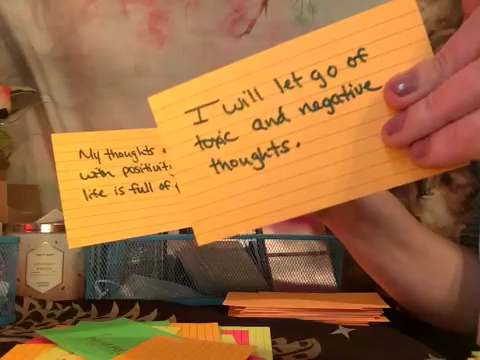 I will let go of
toxic and negative
thoughts.
My thoughts
with positivit
life is full of